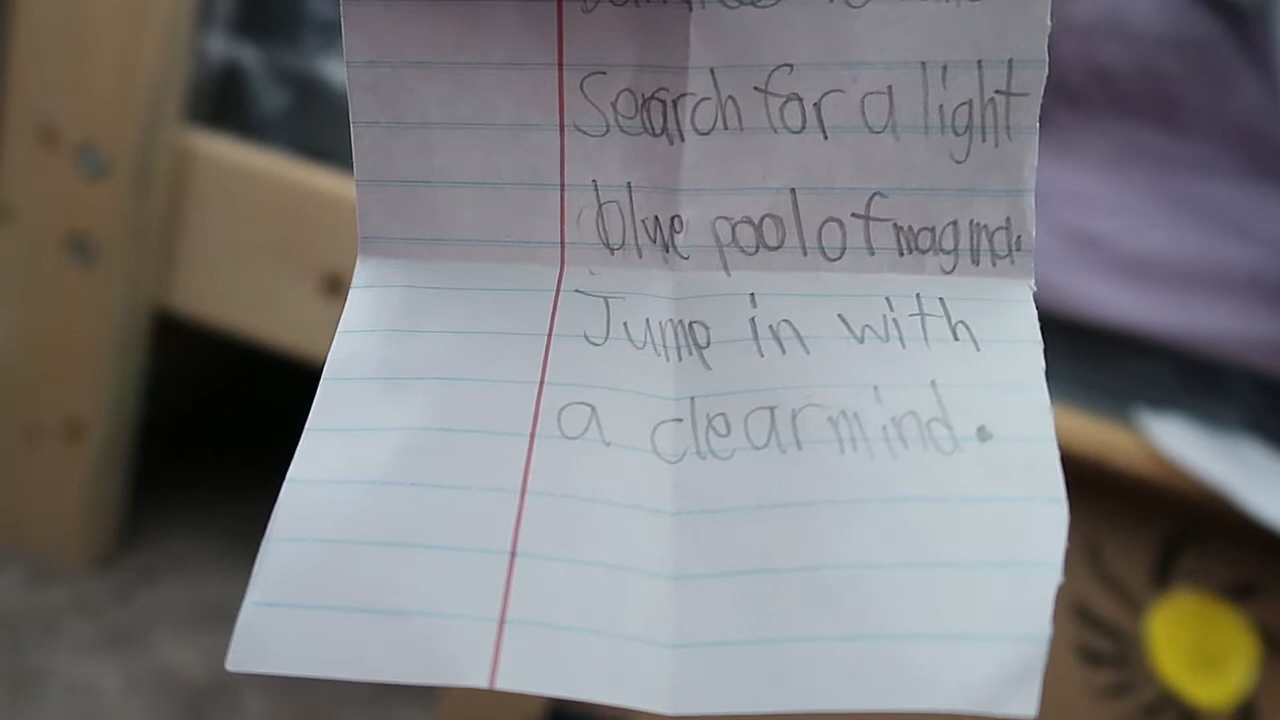 Search for a light
blue pool of magma.
Jump in with
a clear mind.